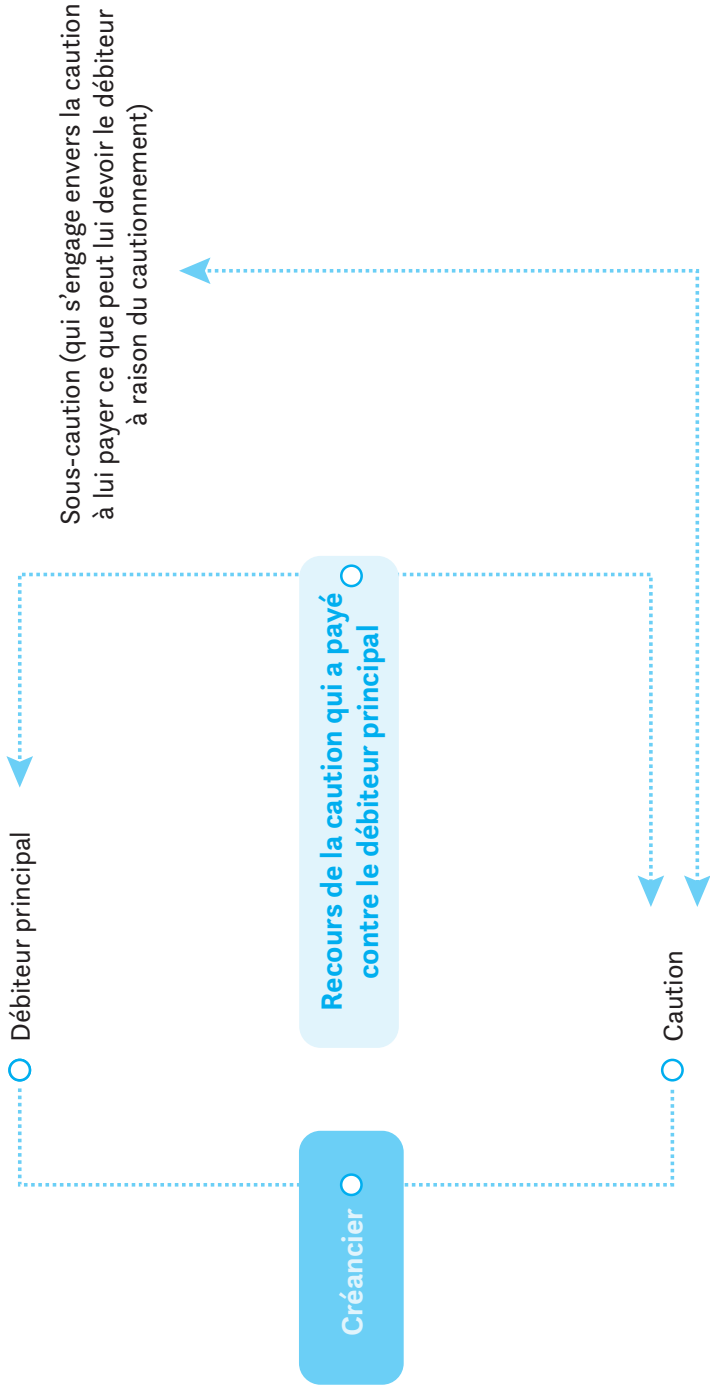 Créancier
Débiteur principal
Caution
Recours de la caution qui a payé
contre le débiteur principal
Sous-caution (qui s’engage envers la caution
à lui payer ce que peut lui devoir le débiteur
à raison du cautionnement)